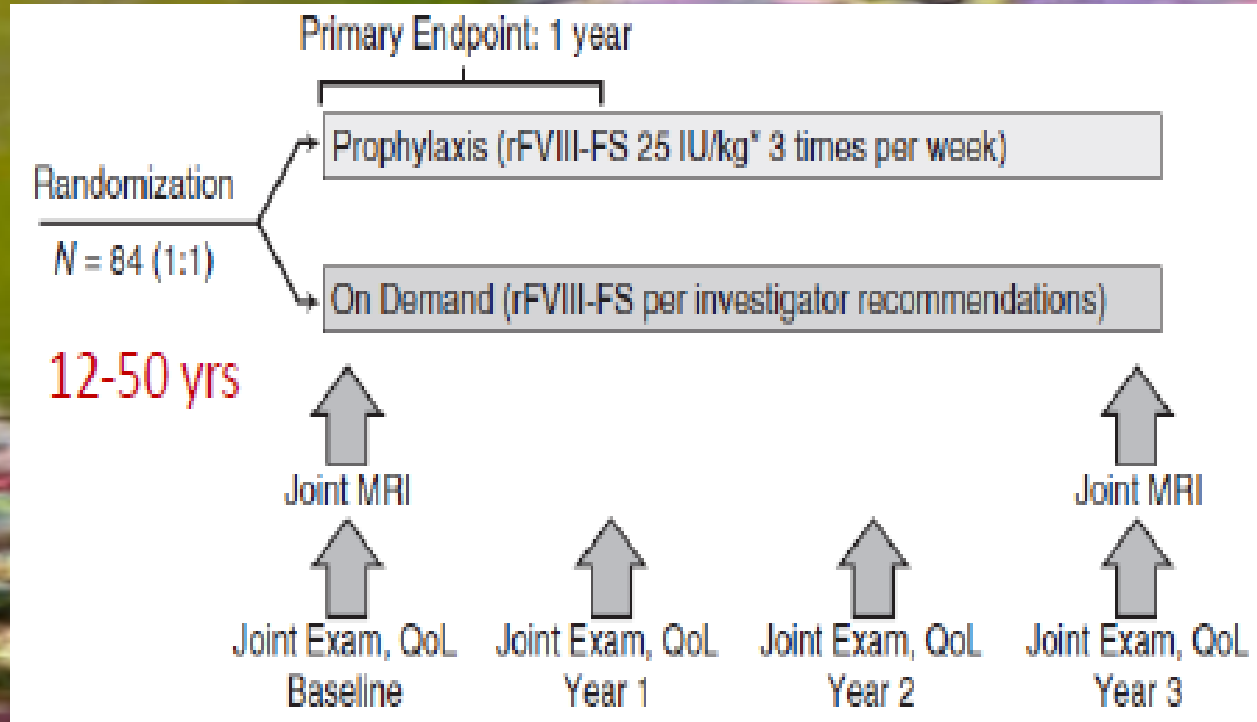 Primary Endpoint: 1 year
Prophylaxis (rFVIII-FS 25 IU/kg* 3 times per week)
Randomization
N = 84 (1:1)
On Demand (rFVIII-FS per investigator recommendations)
12-50 yrs
Joint MRI Joint MRI
Joint Exam, QoL Joint Exam, QoL Joint Exam, QoL Joint Exam, QoL
Baseline Year 1 Year 2 Year 3